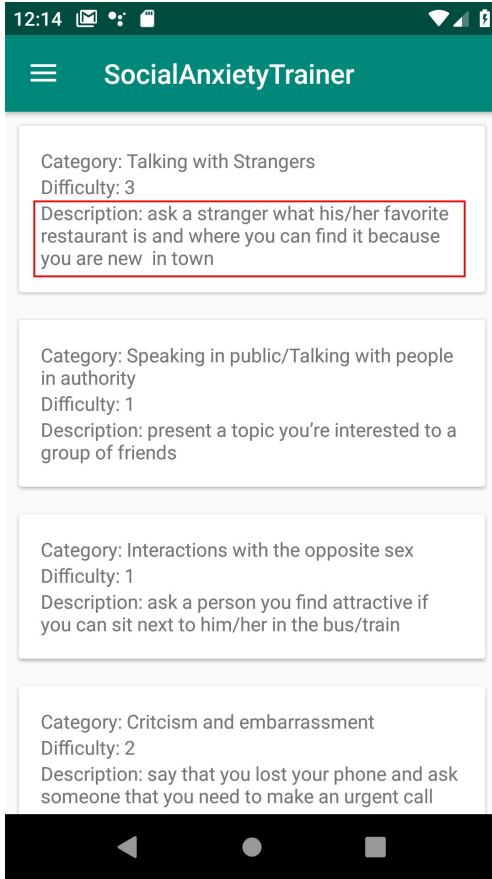 12:14
SocialAnxietyTrainer
Category: Talking with Strangers
Difficulty: 3
Description: ask a stranger what his/her favorite
restaurant is and where you can find it because
you are new  in town
Category: Speaking in public/Talking with people
in authority
Difficulty: 1
Description: present a topic you’re interested to a
group of friends
Category: Interactions with the opposite sex
Difficulty: 1
Description: ask a person you find attractive if
you can sit next to him/her in the bus/train
Category: Critcism and embarrassment
Difficulty: 2
Description: say that you lost your phone and ask
someone that you need to make an urgent call